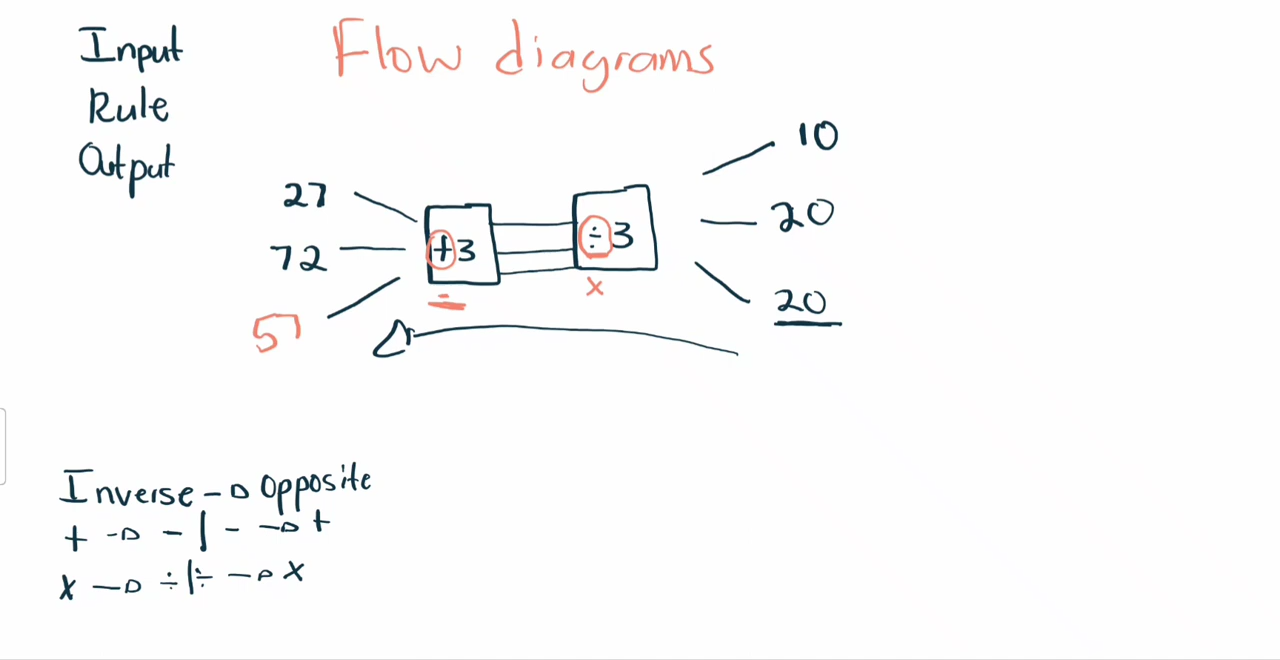 Input
Flow diagrams
Rule
Output
10
27
20
+3
÷3
72
57
-
x
20
Inverse → Opposite
+ → - | - → +
x → ÷ | ÷ → x